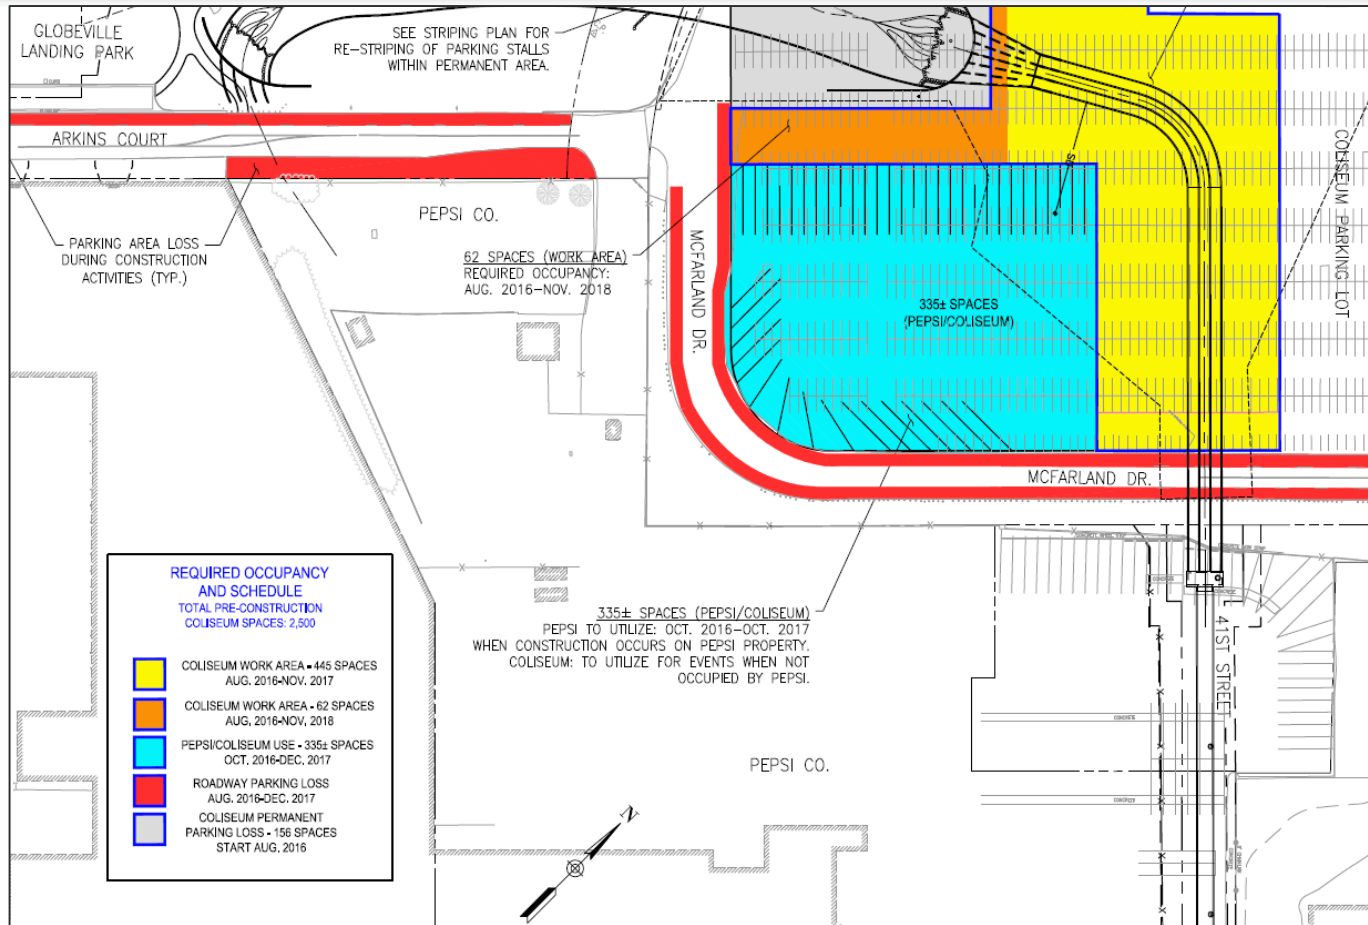 GLOBEVILLE
LANDING PARK
SEE STRIPING PLAN FOR
RE-STRIPING OF PARKING STALLS
WITHIN PERMANENT AREA.
ARKINS COURT
PEPSI CO.
PARKING AREA LOSS
DURING CONSTRUCTION
ACTIVITIES (TYP.)
62 SPACES (WORK AREA)
REQUIRED OCCUPANCY:
AUG. 2016-NOV. 2018
MCFARLAND DR.
335± SPACES
(PEPSI/COLISEUM)
COLISEUM PARKING LOT
MCFARLAND DR.
335± SPACES (PEPSI/COLISEUM)
PEPSI TO UTILIZE: OCT. 2016-OCT. 2017
WHEN CONSTRUCTION OCCURS ON PEPSI PROPERTY.
COLISEUM: TO UTILIZE FOR EVENTS WHEN NOT
OCCUPIED BY PEPSI.
41ST STREET
PEPSI CO.
REQUIRED OCCUPANCY
AND SCHEDULE
TOTAL PRE-CONSTRUCTION
COLISEUM SPACES: 2,500
COLISEUM WORK AREA - 445 SPACES
AUG. 2016-NOV. 2017
COLISEUM WORK AREA - 62 SPACES
AUG. 2016-NOV. 2018
PEPSI/COLISEUM USE - 335± SPACES
OCT. 2016-DEC. 2017
ROADWAY PARKING LOSS
AUG. 2016-DEC. 2017
COLISEUM PERMANENT
PARKING LOSS - 156 SPACES
START AUG. 2016
N
CONCRETE
CONCRETE
CONCRETE
CONCRETE